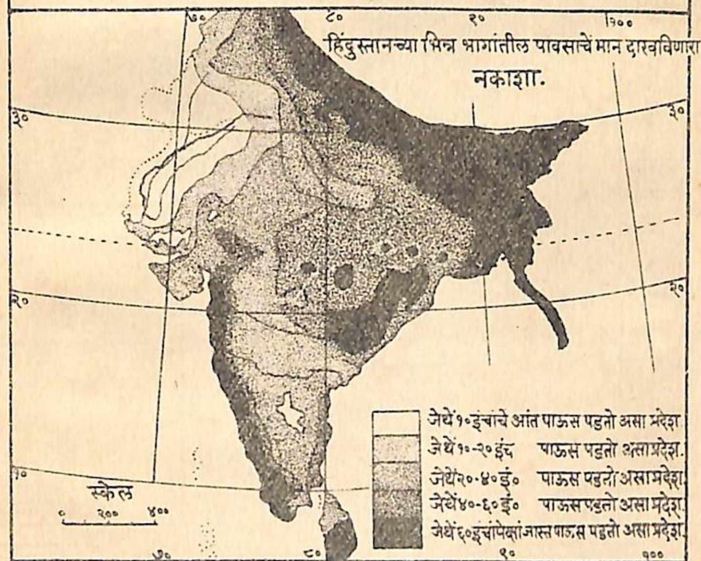 ७० ८० ९० १००
हिंदुस्तानच्या भिन्न भागांतील पावसाचें मान दाखविणारा
नकाशा.
३० ३०
२० २०
जेथें १० इंचांचे आंत पाऊस पडतो असा प्रदेश.
जेथें १०-२० इंच पाऊस पडतो असा प्रदेश.
जेथें २०-४० इं० पाऊस पडतो असा प्रदेश.
जेथें ४०-६० इं० पाऊस पडतो असा प्रदेश.
जेथें ६० इंचांपेक्षां जास्त पाऊस पडतो असा प्रदेश.
१०
स्केल
० २०० ४००
७० ८० ९० १००